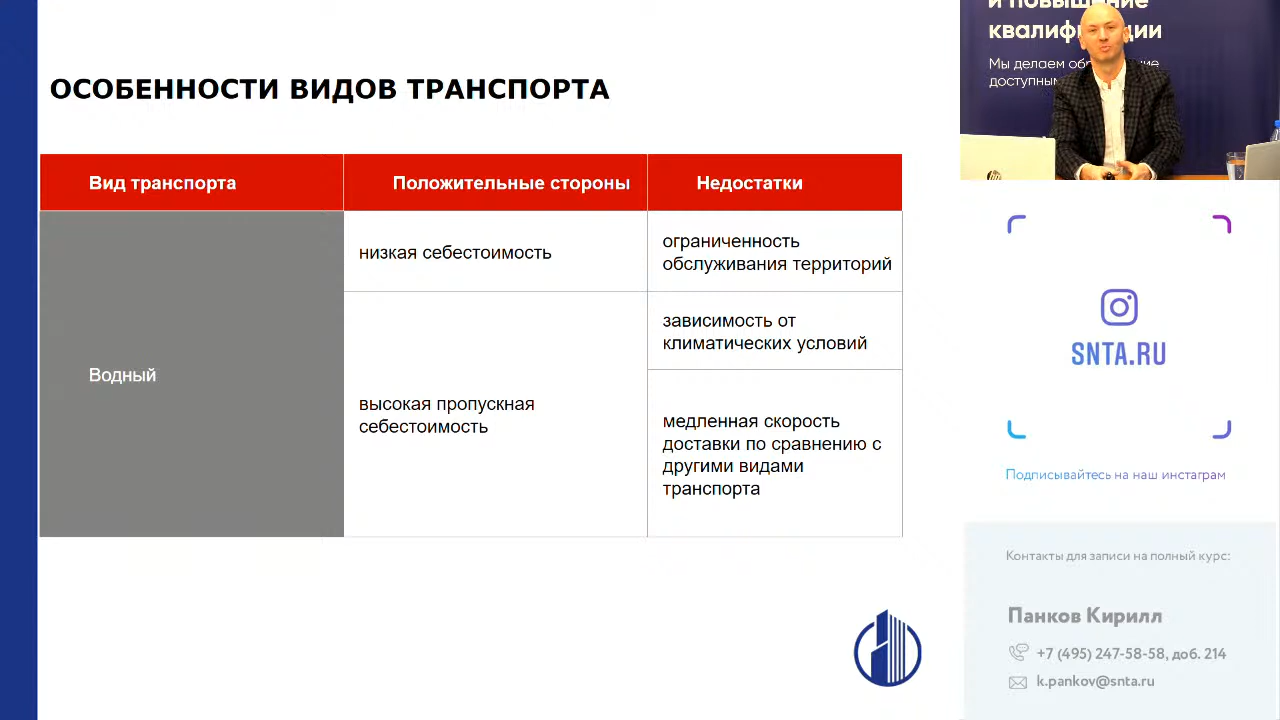 ОСОБЕННОСТИ ВИДОВ ТРАНСПОРТА
Вид транспорта
Положительные стороны
Недостатки
Водный
низкая себестоимость
ограниченность
обслуживания территорий
высокая пропускная
себестоимость
зависимость от
климатических условий
медленная скорость
доставки по сравнению с
другими видами
транспорта
и повышение
Мы делаем
доступным
SNTA.RU
Подписывайтесь на наш инстаграм
Контакты для записи на полный курс:
Панков Кирилл
+7 (495) 247-58-58, доб. 214
k.pankov@snta.ru